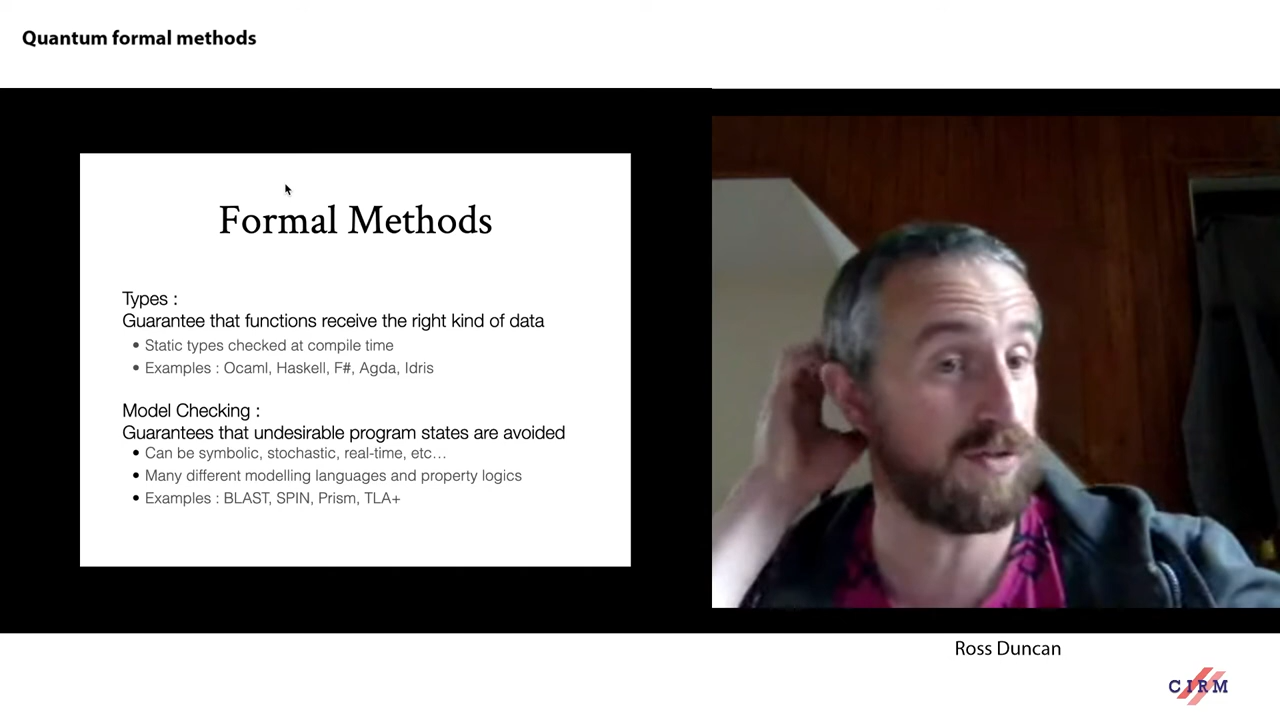 Quantum formal methods
Formal Methods
Types :
Guarantee that functions receive the right kind of data
• Static types checked at compile time
• Examples : Ocaml, Haskell, F#, Agda, Idris
Model Checking :
Guarantees that undesirable program states are avoided
• Can be symbolic, stochastic, real-time, etc…
• Many different modelling languages and property logics
• Examples : BLAST, SPIN, Prism, TLA+
Ross Duncan
CIRM